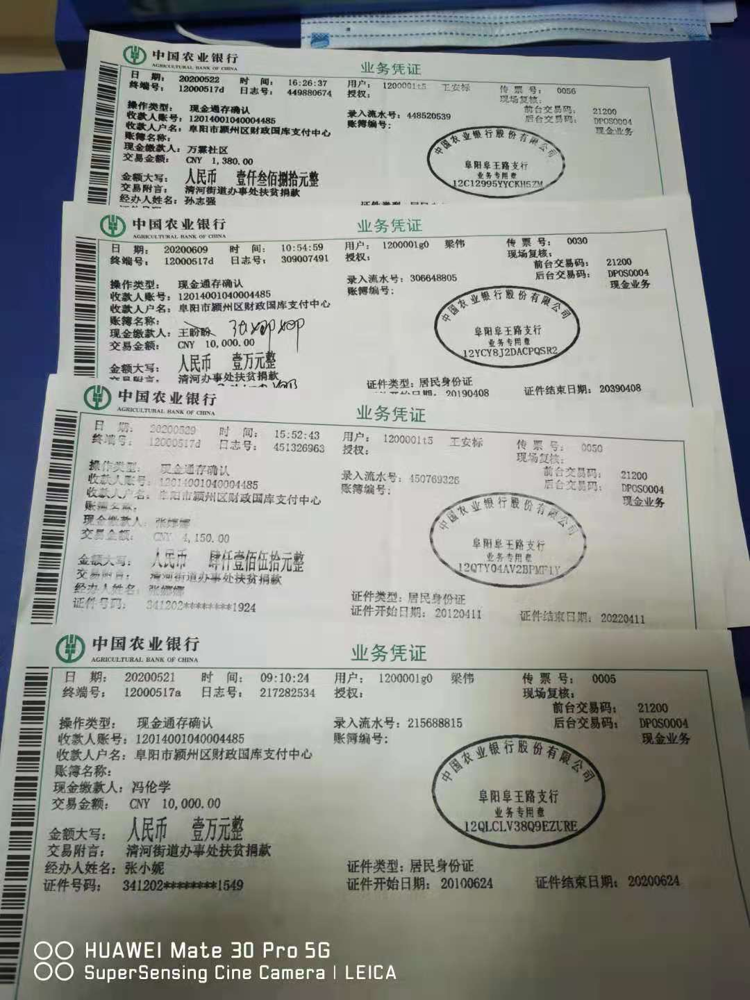 中国农业银行
AGRICULTURAL BANK OF CHINA
业务凭证
日 期: 20200522 时 间: 16:26:37 用户: 1200001t5 王安标 传 票 号: 0056
终端号: 12000517d 日志号: 449880674 授权: 现场复核:
前台交易码: 21200
操作类型: 现金通存确认 录入流水号: 448520539 后台交易码: DPOS0004
收款人账号: 12014001040004485 账簿编号: 现金业务
收款人户名: 阜阳市颍州区财政国库支付中心
账簿名称:
现金缴款人: 万霖社区
交易金额: CNY 1,380.00
金额大写: 人民币 壹仟叁佰捌拾元整
交易附言: 清河街道办事处扶贫捐款
经办人姓名: 孙志强
中国农业银行股份有限公司
阜阳阜王路支行
业务专用章
12C12995YYCKH5ZM
中国农业银行
AGRICULTURAL BANK OF CHINA
业务凭证
日 期: 20200609 时 间: 10:54:59 用户: 1200001g0 梁伟 传 票 号: 0030
终端号: 12000517d 日志号: 309007491 授权: 现场复核:
前台交易码: 21200
操作类型: 现金通存确认 录入流水号: 306648805 后台交易码: DPOS0004
收款人账号: 12014001040004485 账簿编号: 现金业务
收款人户名: 阜阳市颍州区财政国库支付中心
账簿名称:
现金缴款人: 王盼盼
交易金额: CNY 10,000.00
金额大写: 人民币 壹万元整
交易附言: 清河办事处扶贫捐款
证件类型: 居民身份证
证件开始日期: 20190408 证件结束日期: 20390408
中国农业银行股份有限公司
阜阳阜王路支行
业务专用章
12YCY8J2DACPQSR2
中国农业银行
AGRICULTURAL BANK OF CHINA
业务凭证
日 期: 20200529 时 间: 15:52:43 用户: 1200001t5 王安标 传 票 号: 0050
终端号: 12000517d 日志号: 451326963 授权: 现场复核:
前台交易码: 21200
操作类型: 现金通存确认 录入流水号: 450769326 后台交易码: DPOS0004
收款人账号: 12014001040004485 账簿编号: 现金业务
收款人户名: 阜阳市颍州区财政国库支付中心
账簿名称:
现金缴款人: 张娜娜
交易金额: CNY 4,150.00
金额大写: 人民币 肆仟壹佰伍拾元整
交易附言: 清河街道办事处扶贫捐款
经办人姓名: 张娜娜 证件类型: 居民身份证
证件号码: 341202********1924 证件开始日期: 20120411 证件结束日期: 20220411
中国农业银行股份有限公司
阜阳阜王路支行
业务专用章
12QTY04AV2BPMF1Y
中国农业银行
AGRICULTURAL BANK OF CHINA
业务凭证
日 期: 20200521 时 间: 09:10:24 用户: 1200001g0 梁伟 传 票 号: 0005
终端号: 12000517a 日志号: 217282534 授权: 现场复核:
前台交易码: 21200
操作类型: 现金通存确认 录入流水号: 215688815 后台交易码: DPOS0004
收款人账号: 12014001040004485 账簿编号: 现金业务
收款人户名: 阜阳市颍州区财政国库支付中心
账簿名称:
现金缴款人: 冯伦学
交易金额: CNY 10,000.00
金额大写: 人民币 壹万元整
交易附言: 清河街道办事处扶贫捐款
经办人姓名: 张小妮 证件类型: 居民身份证
证件号码: 341202********1549 证件开始日期: 20100624 证件结束日期: 20200624
中国农业银行股份有限公司
阜阳阜王路支行
业务专用章
12QLCLV38Q9EZURE
HUAWEI Mate 30 Pro 5G
SuperSensing Cine Camera | LEICA